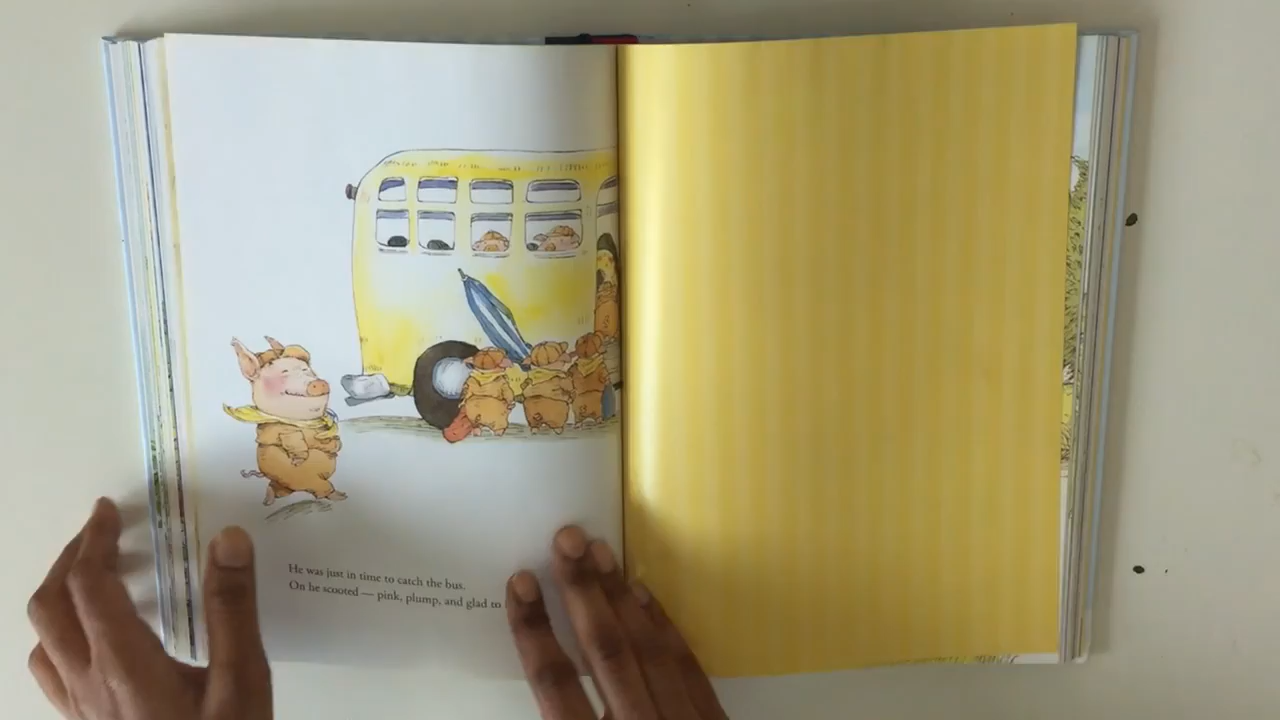 He was just in time to catch the bus.
On he scooted — pink, plump, and glad to